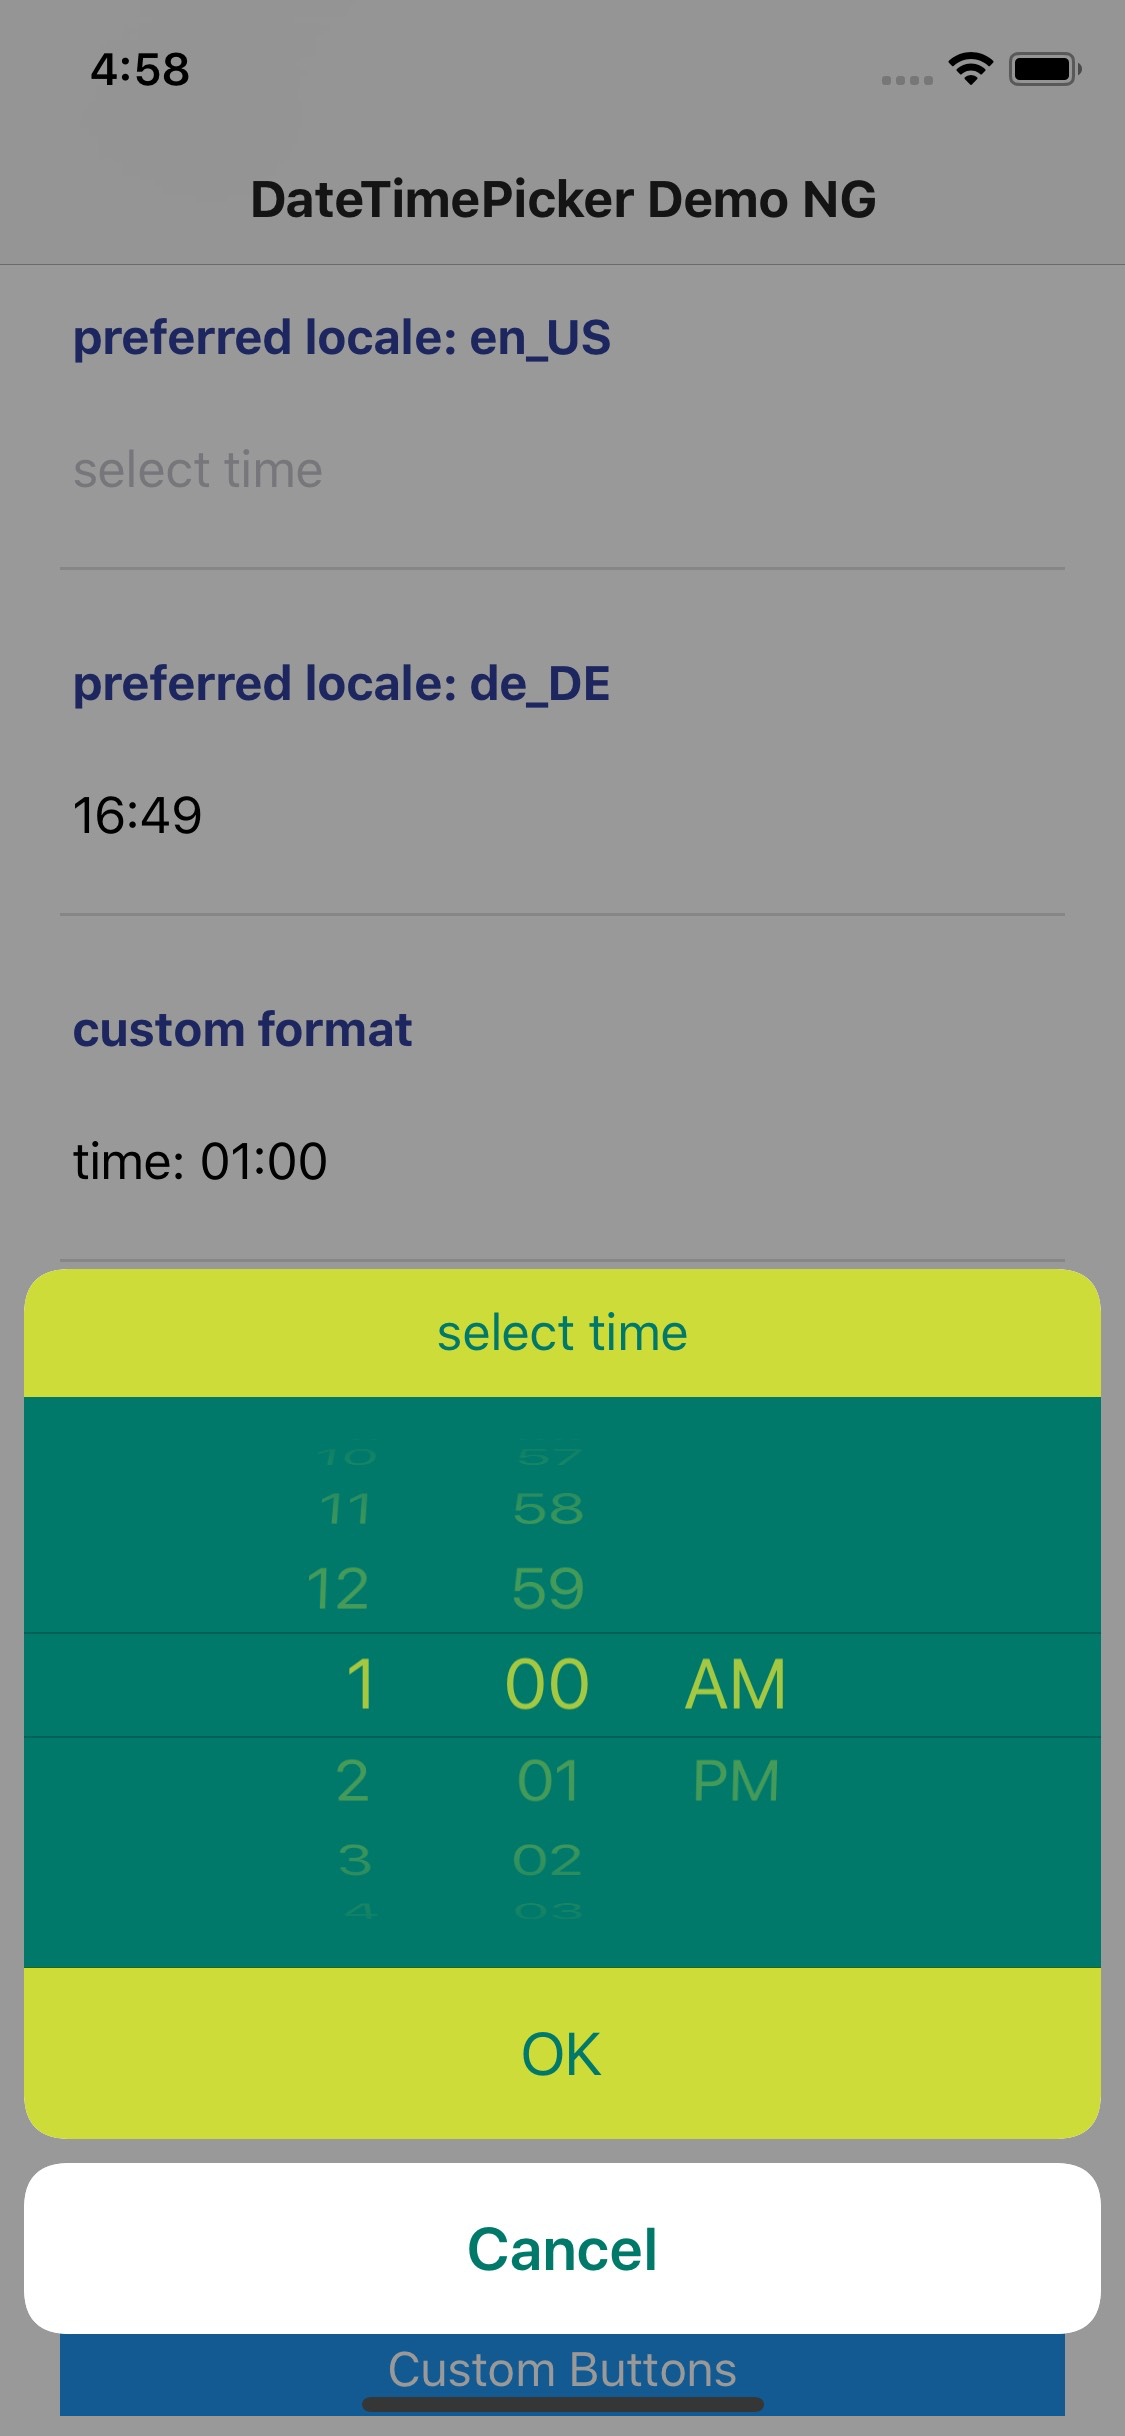 4:58
DateTimePicker Demo NG
preferred locale: en_US
select time
preferred locale: de_DE
16:49
custom format
time: 01:00
select time
10 57
11 58
12 59
1 00 AM
2 01 PM
3 02
4 03
OK
Cancel
Custom Buttons